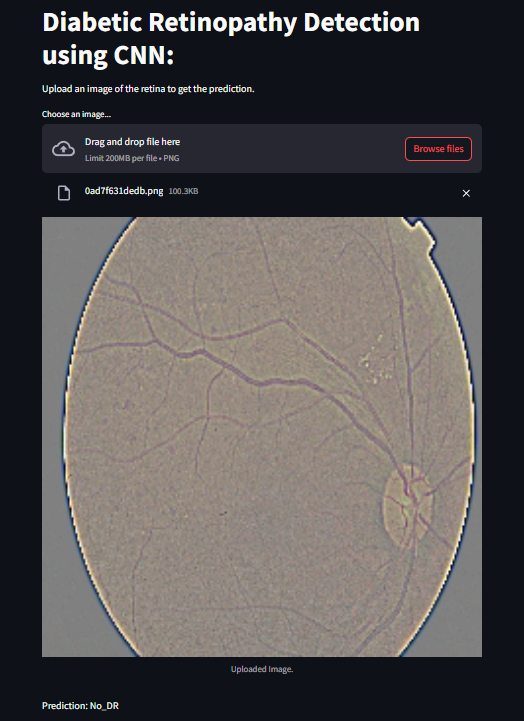 Diabetic Retinopathy Detection
using CNN:
Upload an image of the retina to get the prediction.
Choose an image...
Drag and drop file here
Limit 200MB per file • PNG
Browse files
0ad7f631dedb.png 100.3KB
Uploaded Image.
Prediction: No_DR